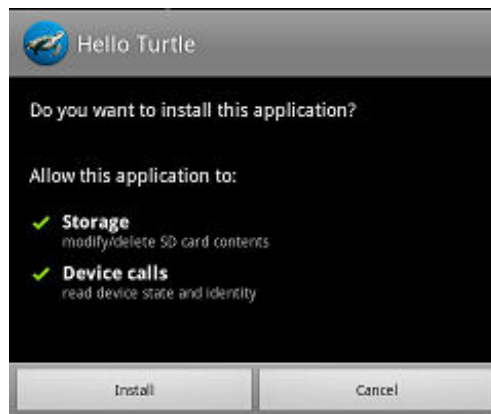 Hello Turtle
Do you want to install this application?
Allow this application to:
Storage
modify/delete SD card contents
Device calls
read device state and identity
Install
Cancel